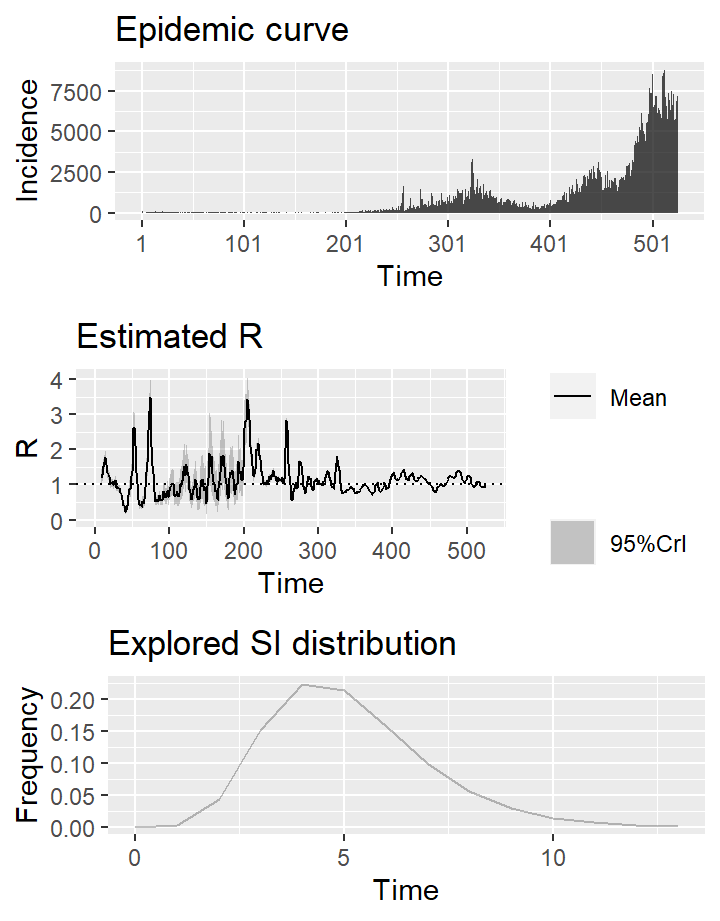 Epidemic curve
Incidence
7500
5000
2500
0
1 101 201 301 401 501
Time
Estimated R
R
4
3
2
1
0
0 100 200 300 400 500
Time
Mean
95%CrI
Explored SI distribution
Frequency
0.20
0.15
0.10
0.05
0.00
0 5 10
Time